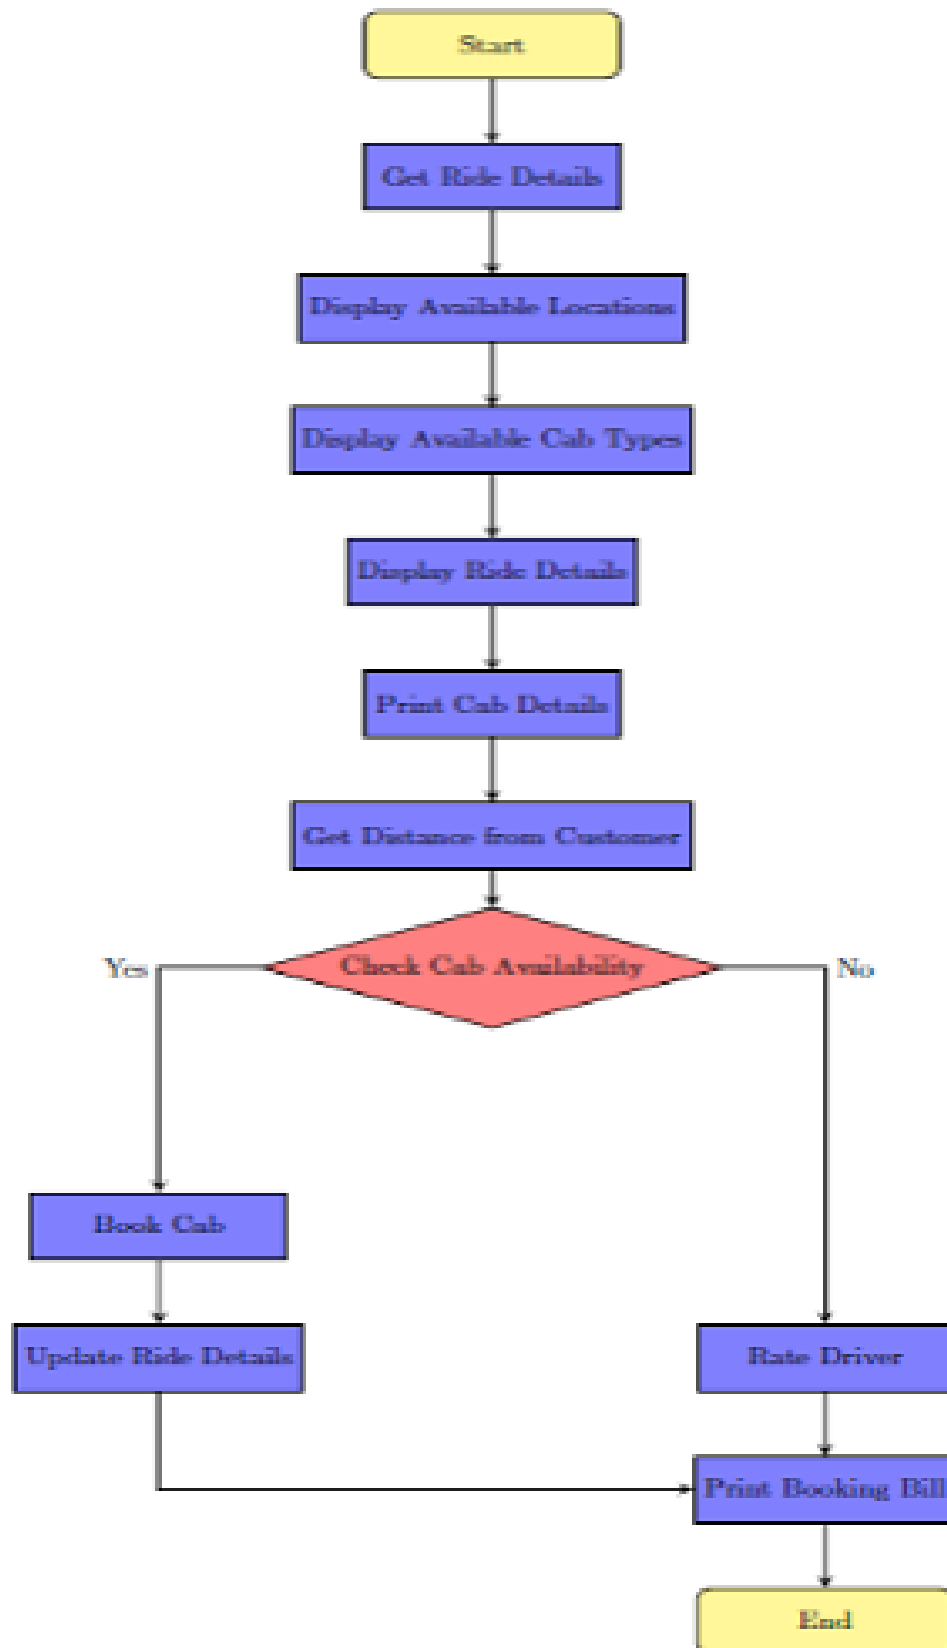 Start
Get Ride Details
Display Available Locations
Display Available Cab Types
Display Ride Details
Print Cab Details
Get Distance from Customer
Yes
Check Cab Availability
No
Book Cab
Update Ride Details
Rate Driver
Print Booking Bill
End